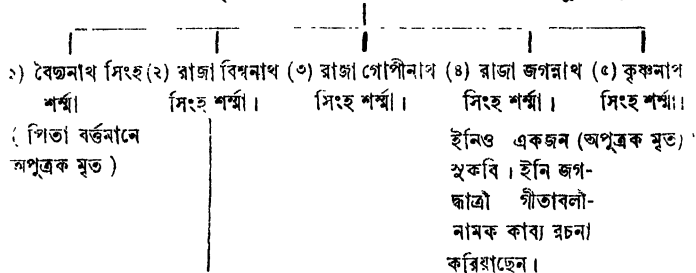 ১) বৈদ্যনাথ সিংহ (২) রাজা বিশ্বনাথ (৩) রাজা গোপীনাথ (৪) রাজা জগন্নাথ (৫) কৃষ্ণনাথ
শর্ম্মা সিংহ শর্ম্মা। সিংহ শর্ম্মা। সিংহ শর্ম্মা। সিংহ শর্ম্মা।
( পিতা বর্ত্তমানে ইনিও একজন (অপুত্রক মৃত)
অপুত্রক মৃত ) সুকবি। ইনি জগ-
দ্ধাত্রী গীতাবলী-
নামক কাব্য রচনা
করিয়াছেন।